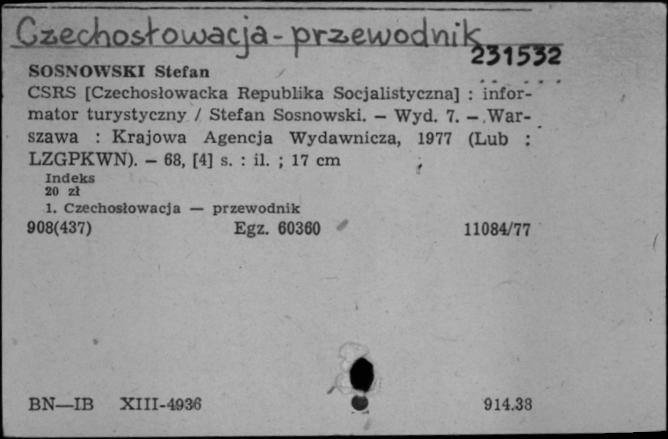 Czechosłowacja - przewodnik
231532
SOSNOWSKI Stefan
CSRS [Czechosłowacka Republika Socjalistyczna] : infor-
mator turystyczny / Stefan Sosnowski. — Wyd. 7. — War-
szawa : Krajowa Agencja Wydawnicza, 1977 (Lub :
LZGPKWN). — 68, [4] s. : il. ; 17 cm
Indeks
20 zł
1. Czechosłowacja — przewodnik
908(437) Egz. 60360 11084/77
BN—IB XIII-4936 914.38